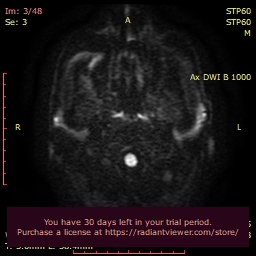 Im: 3/48
Se: 3
A
STP60
STP60
M
Ax DWI B 1000
R
L
You have 30 days left in your trial period.
Purchase a license at https://radiantviewer.com/store/